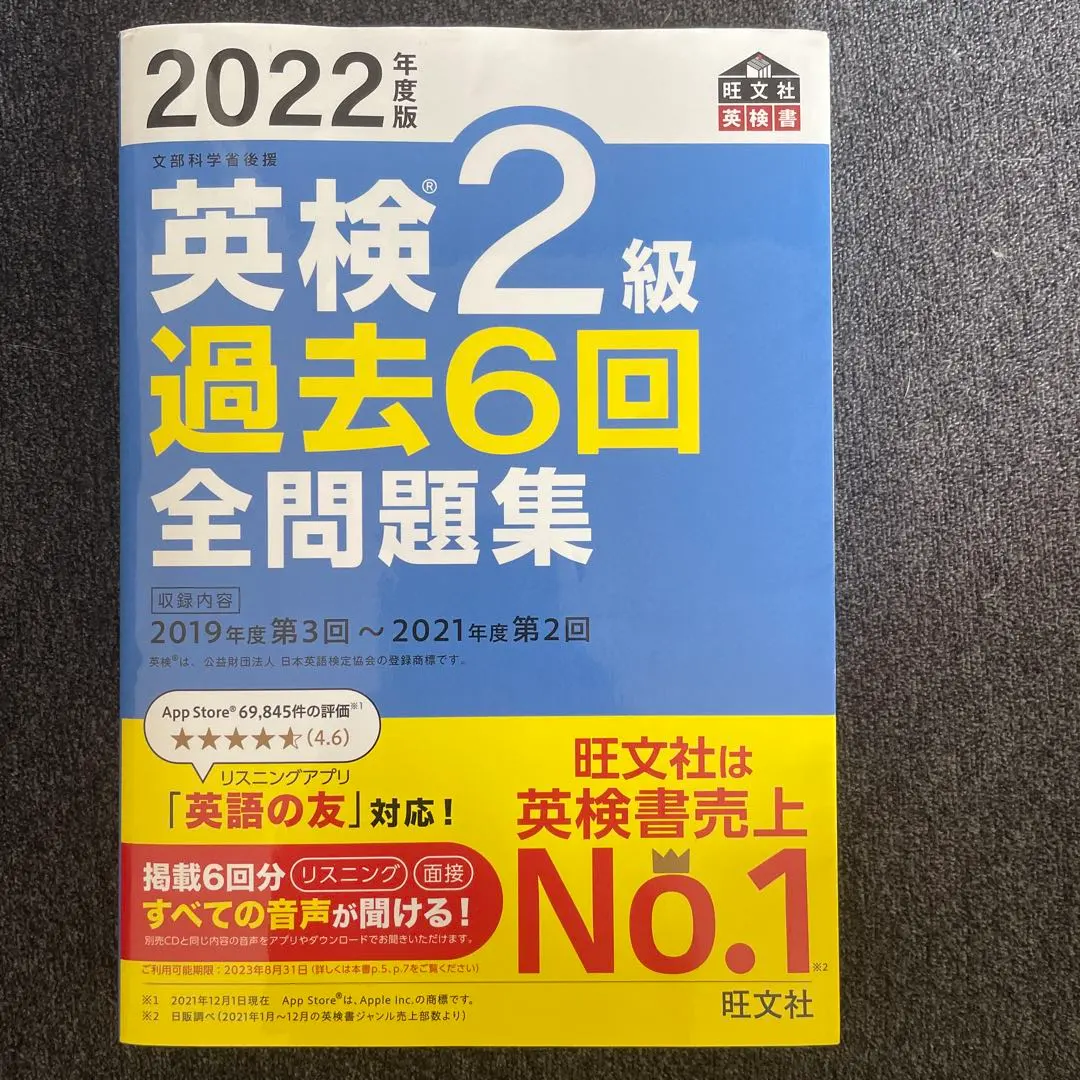 2022年度版
旺文社
英検書
文部科学省後援
英検®2級
過去6回
全問題集
収録内容
2019年度第3回～2021年度第2回
英検®は、公益財団法人 日本英語検定協会の登録商標です。
App Store® 69,845件の評価※1
★★★★⯪(4.6)
リスニングアプリ
「英語の友」対応！
掲載6回分 リスニング 面接
すべての音声が聞ける！
別売CDと同じ内容の音声をアプリやダウンロードでお聞きいただけます。
ご利用可能期限：2023年8月31日（詳しくは本書p.5、p.7をご覧ください）
旺文社は
英検書売上
No.1※2
※1 2021年12月1日現在 App Store®は、Apple Inc.の商標です。
※2 日販調べ（2021年1月～12月の英検書ジャンル売上部数より）
旺文社